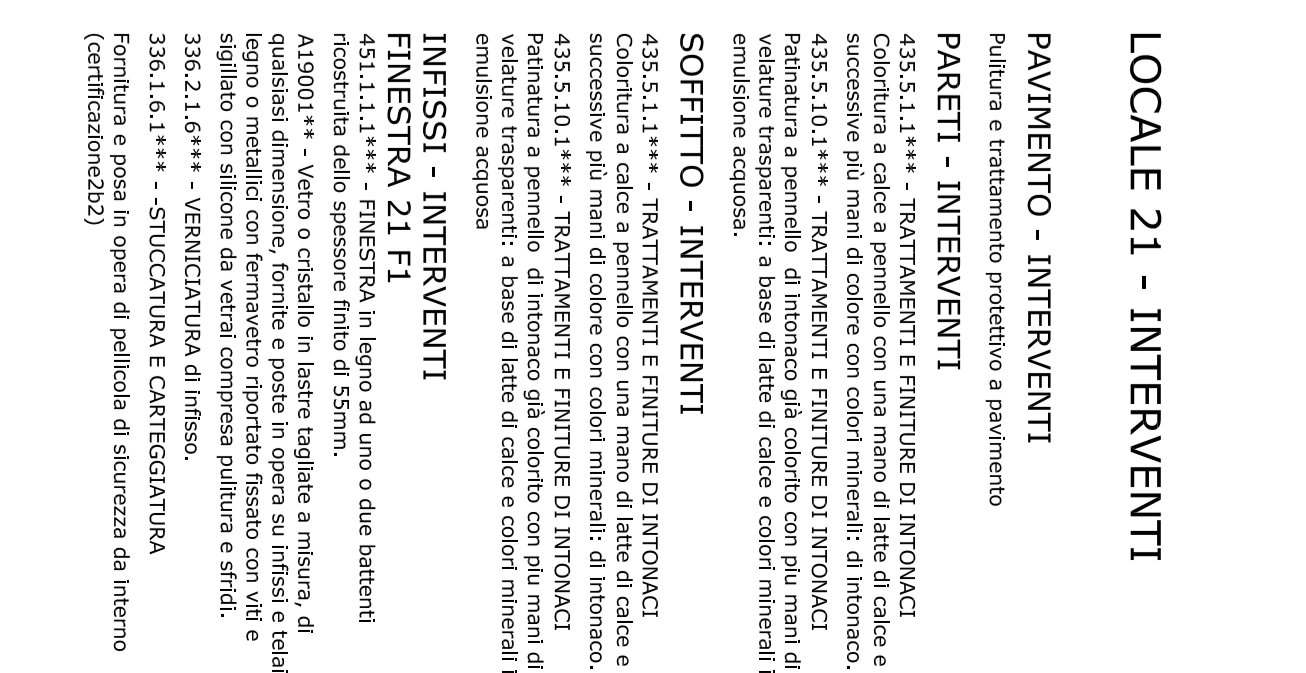 LOCALE 21 - INTERVENTI
PAVIMENTO - INTERVENTI
Pulitura e trattamento protettivo a pavimento
PARETI - INTERVENTI
435.5.1.1*** - TRATTAMENTI E FINITURE DI INTONACI
Coloritura a calce a pennello con una mano di latte di calce e
successive più mani di colore con colori minerali: di intonaco.
435.5.10.1*** - TRATTAMENTI E FINITURE DI INTONACI
Patinatura a pennello di intonaco già colorito con piu mani di
velature trasparenti: a base di latte di calce e colori minerali i
emulsione acquosa.
SOFFITTO - INTERVENTI
435.5.1.1*** - TRATTAMENTI E FINITURE DI INTONACI
Coloritura a calce a pennello con una mano di latte di calce e
successive più mani di colore con colori minerali: di intonaco.
435.5.10.1*** - TRATTAMENTI E FINITURE DI INTONACI
Patinatura a pennello di intonaco già colorito con piu mani di
velature trasparenti: a base di latte di calce e colori minerali i
emulsione acquosa
INFISSI - INTERVENTI
FINESTRA 21 F1
451.1.1.1*** - FINESTRA in legno ad uno o due battenti
ricostruita dello spessore finito di 55mm.
A19001** - Vetro o cristallo in lastre tagliate a misura, di
qualsiasi dimensione, fornite e poste in opera su infissi e telai
legno o metallici con fermavetro riportato fissato con viti e
sigillato con silicone da vetrai compresa pulitura e sfridi.
336.2.1.6*** - VERNICIATURA di infisso.
336.1.6.1*** - -STUCCATURA E CARTEGGIATURA
Fornitura e posa in opera di pellicola di sicurezza da interno
(certificazione2b2)